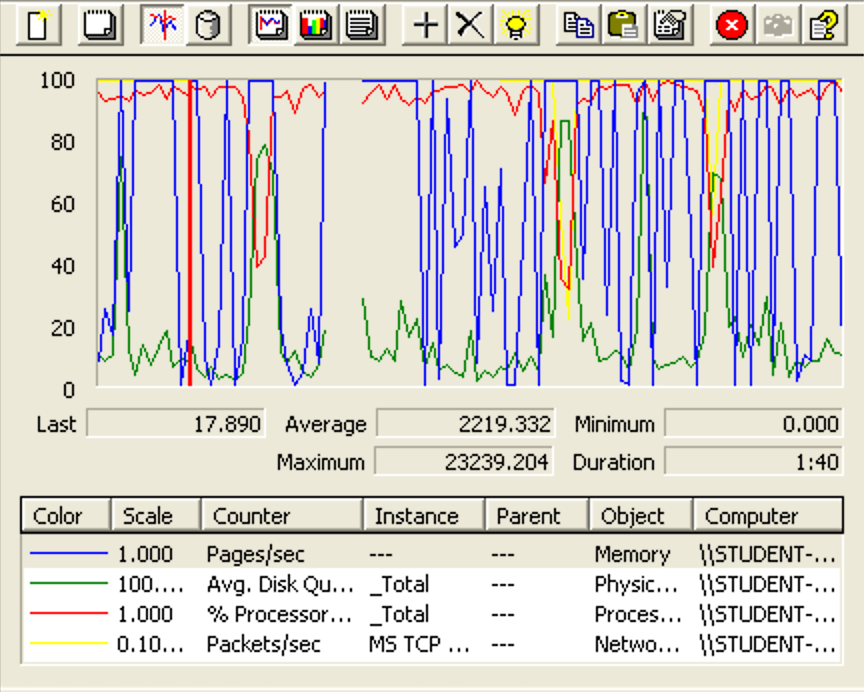 100
80
60
40
20
0
Last 17.890 Average 2219.332 Minimum 0.000
Maximum 23239.204 Duration 1:40
Color Scale Counter Instance Parent Object Computer
1.000 Pages/sec --- --- Memory \\STUDENT-...
100.... Avg. Disk Qu... _Total --- Physic... \\STUDENT-...
1.000 % Processor... _Total --- Proces... \\STUDENT-...
0.10... Packets/sec MS TCP ... --- Netwo... \\STUDENT-...